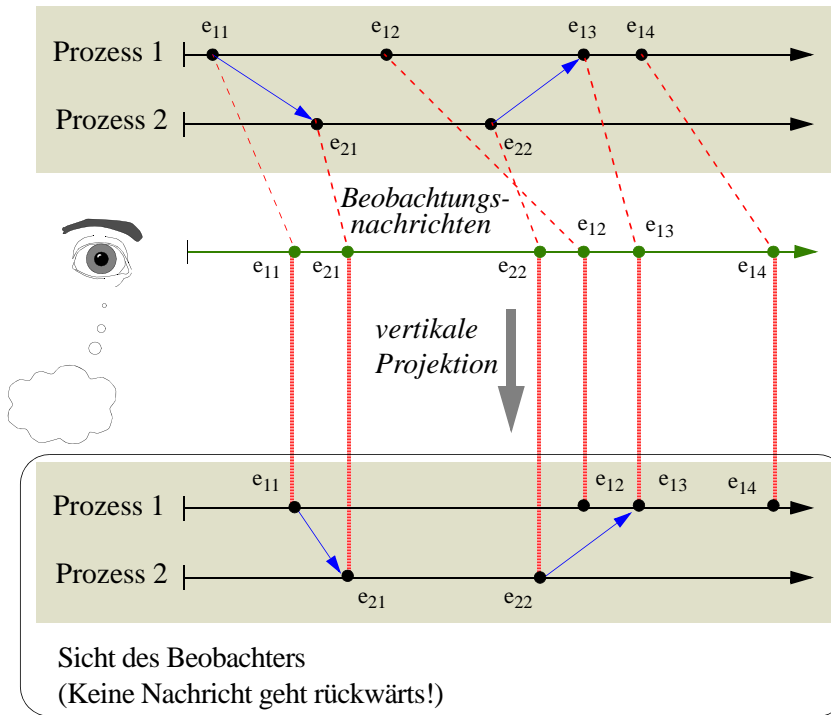 e11 e12 e13 e14
Prozess 1
Prozess 2
e21 e22
Beobachtungs-
nachrichten
e12 e13
e11 e21 e22 e14
vertikale
Projektion
e11 e12 e13 e14
Prozess 1
Prozess 2
e21 e22
Sicht des Beobachters
(Keine Nachricht geht rückwärts!)